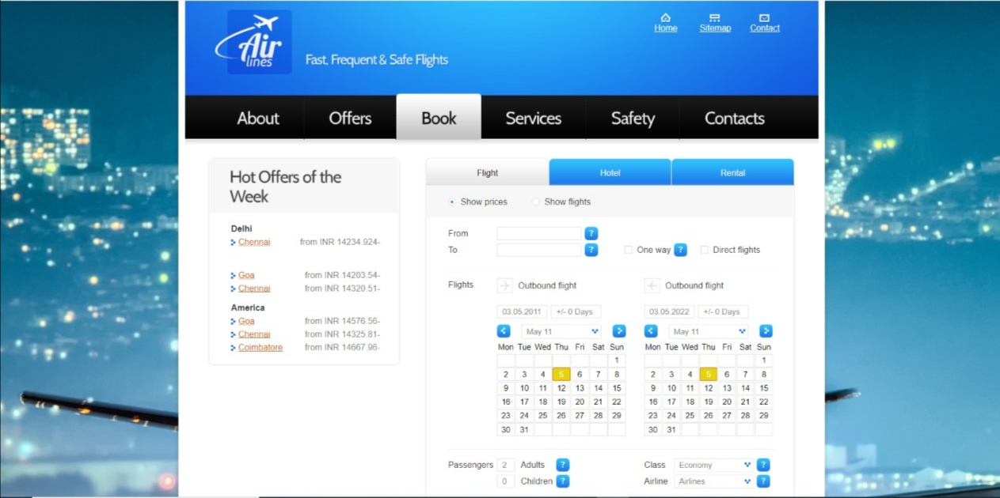 Air
lines
Fast, Frequent & Safe Flights
Home Sitemap Contact
About Offers Book Services Safety Contacts
Hot Offers of the
Week
Delhi
Chennai from INR 14234.924-
Goa from INR 14203.54-
Chennai from INR 14320.51-
America
Goa from INR 14576.56-
Chennai from INR 14325.81-
Coimbatore from INR 14667.96-
Flight Hotel Rental
Show prices Show flights
From ?
To ? One way ? Direct flights
Flights Outbound flight Outbound flight
03.05.2011 +/- 0 Days 03.05.2022 +/- 0 Days
May 11 May 11
Mon Tue Wed Thu Fri Sat Sun Mon Tue Wed Thu Fri Sat Sun
1 1
2 3 4 5 6 7 8 2 3 4 5 6 7 8
9 10 11 12 13 14 15 9 10 11 12 13 14 15
16 17 18 19 20 21 22 16 17 18 19 20 21 22
23 24 25 26 27 28 29 23 24 25 26 27 28 29
30 31 30 31
Passengers 2 Adults ? Class Economy ?
0 Children ? Airline Airlines ?